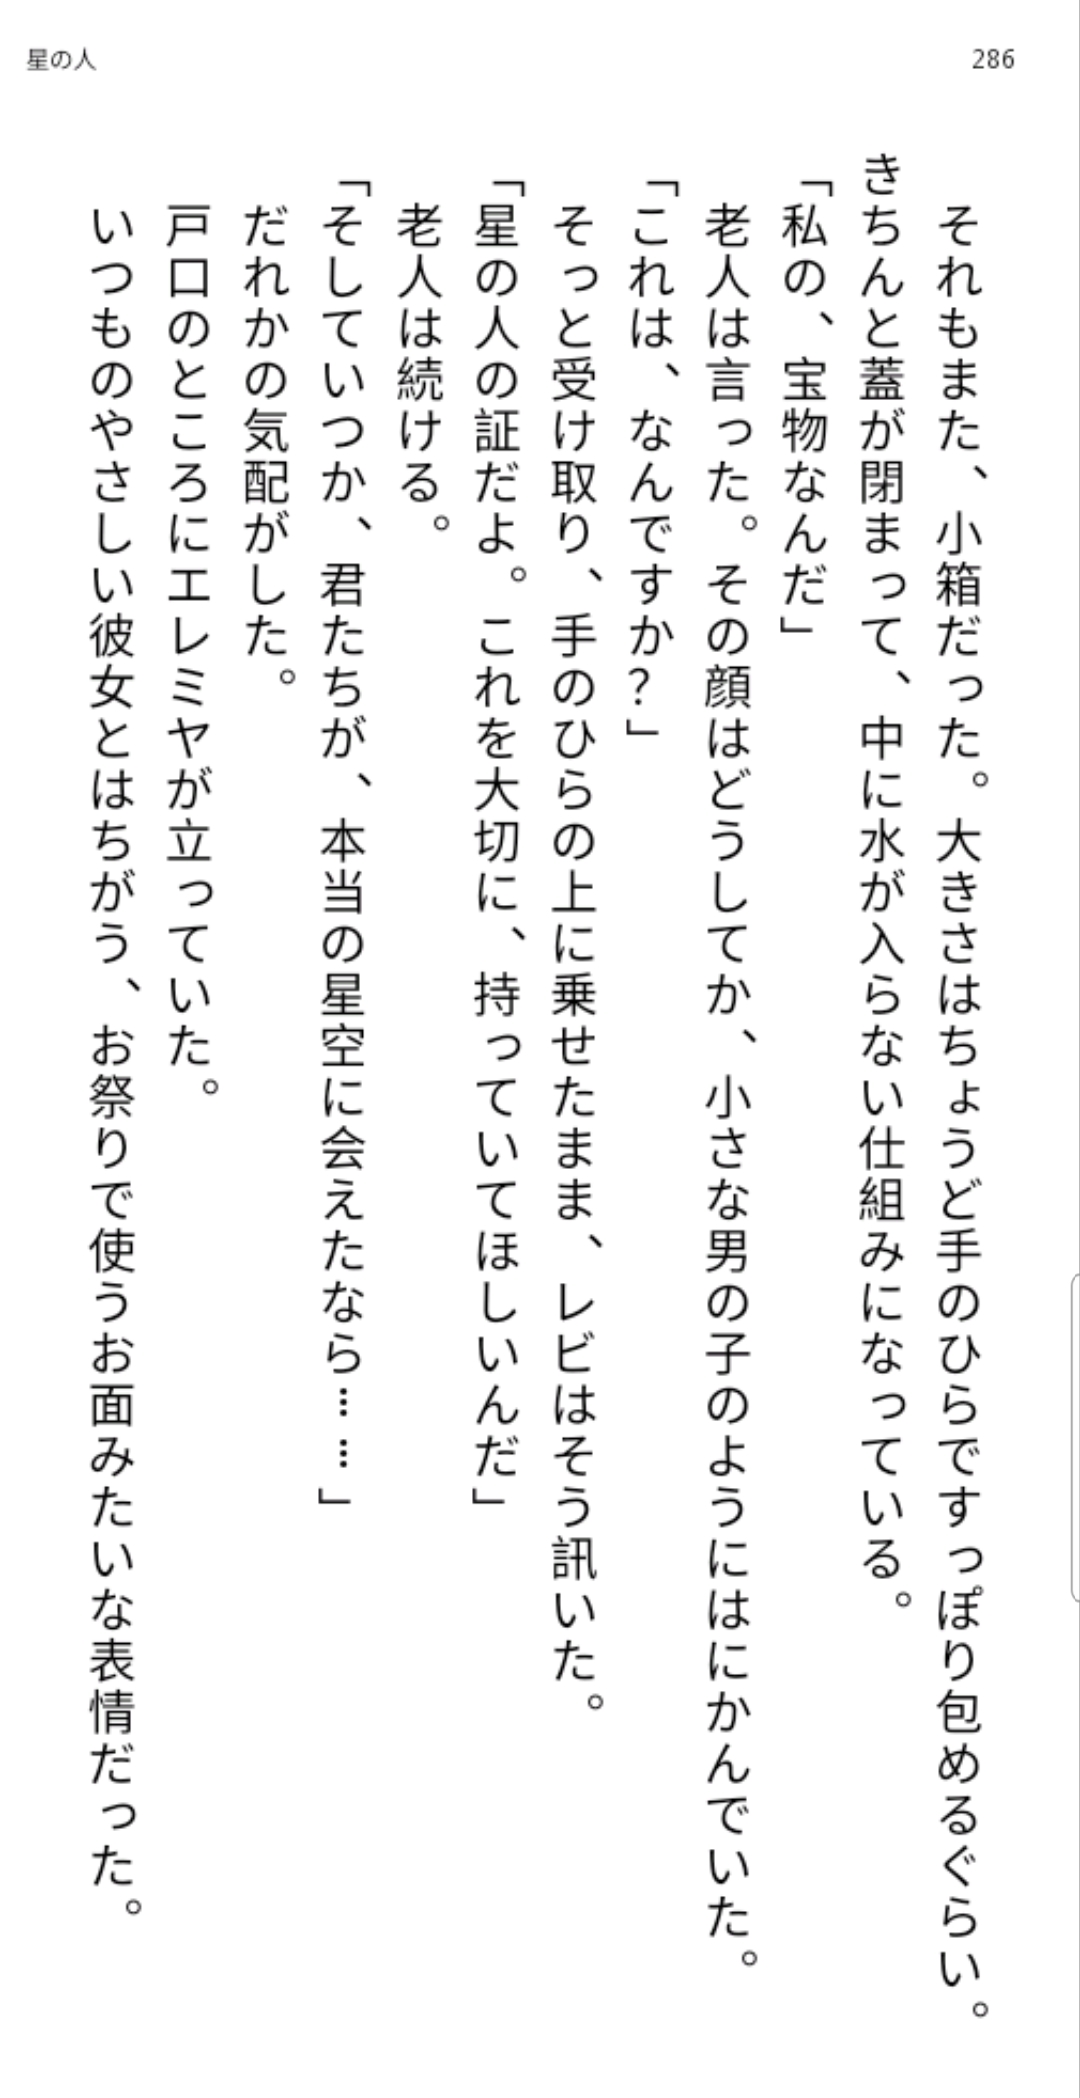 星の人
286
それもまた、小箱だった。大きさはちょうど手のひらですっぽり包めるぐらい。
きちんと蓋が閉まって、中に水が入らない仕組みになっている。
「私の、宝物なんだ」
老人は言った。その顔はどうしてか、小さな男の子のようにはにかんでいた。
「これは、なんですか？」
そっと受け取り、手のひらの上に乗せたまま、レビはそう訊いた。
「星の人の証だよ。これを大切に、持っていてほしいんだ」
老人は続ける。
「そしていつか、君たちが、本当の星空に会えたなら……」
だれかの気配がした。
戸口のところにエレミヤが立っていた。
いつものやさしい彼女とはちがう、お祭りで使うお面みたいな表情だった。